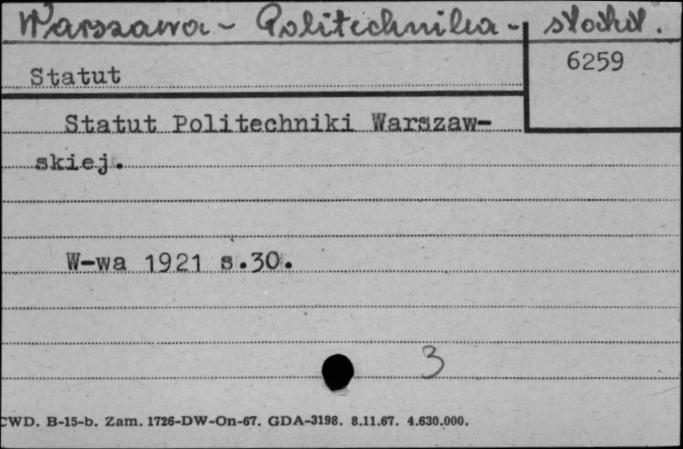 Warszawa - Politechnika - statut.
Statut
6259
Statut Politechniki Warszaw-
skiej.
W-wa 1921 s.30.
3
CWD. B-15-b. Zam. 1726-DW-On-67. GDA-3198. 8.11.67. 4.630.000.